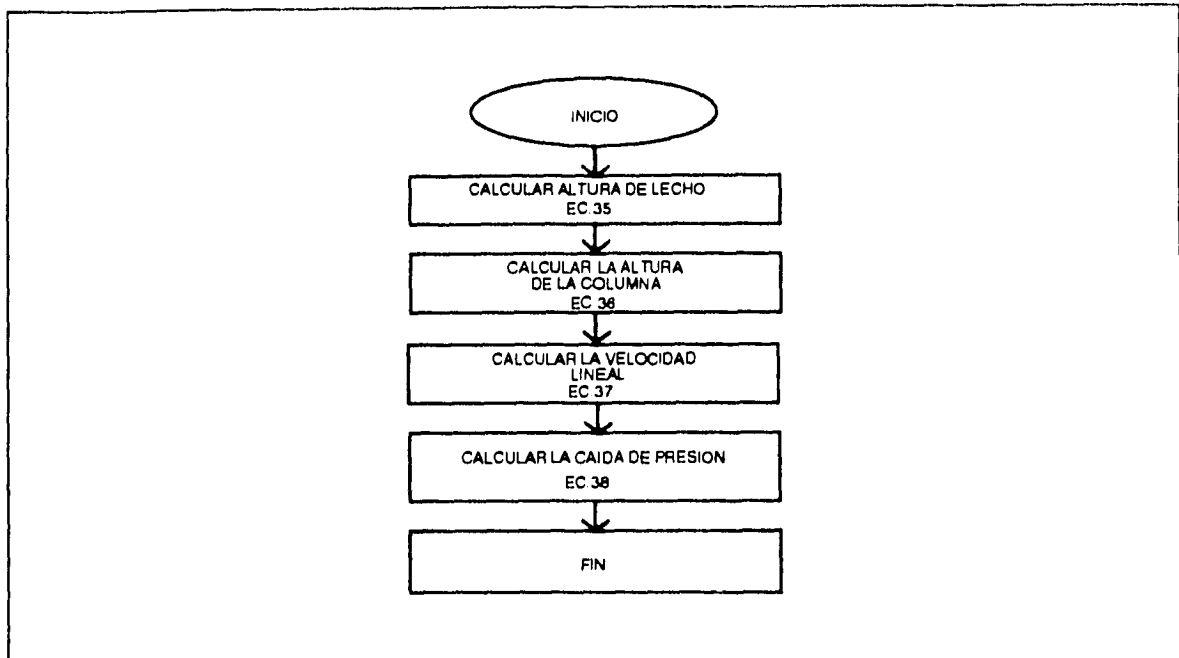 INICIO
CALCULAR ALTURA DE LECHO
EC.35
CALCULAR LA ALTURA
DE LA COLUMNA
EC 36
CALCULAR LA VELOCIDAD
LINEAL
EC 37
CALCULAR LA CAIDA DE PRESION
EC 38
FIN